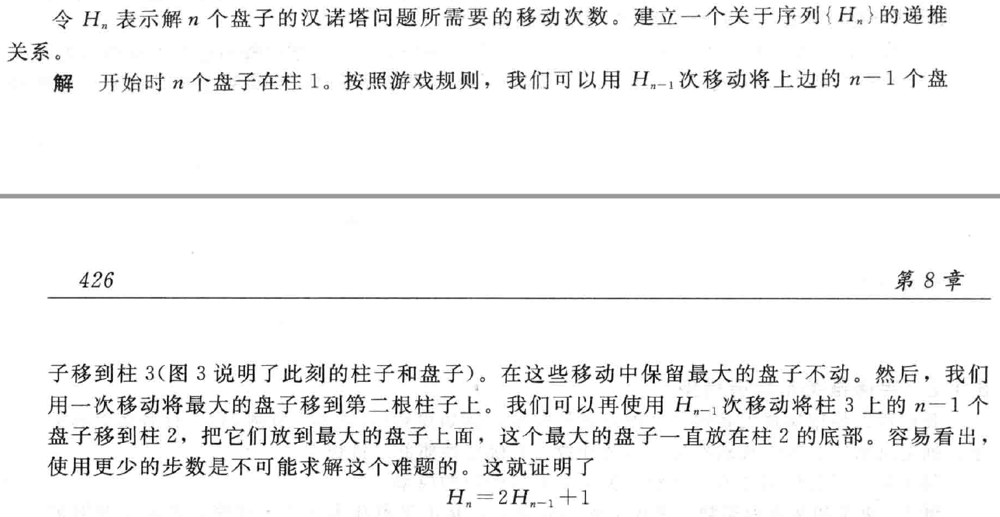 令 Hₙ 表示解 n 个盘子的汉诺塔问题所需要的移动次数。建立一个关于序列{Hₙ}的递推
关系。
解 开始时 n 个盘子在柱 1。按照游戏规则，我们可以用 Hₙ₋₁次移动将上边的 n－1 个盘
426 第 8 章
子移到柱 3(图 3 说明了此刻的柱子和盘子)。在这些移动中保留最大的盘子不动。然后，我们
用一次移动将最大的盘子移到第二根柱子上。我们可以再使用 Hₙ₋₁次移动将柱 3 上的 n－1 个
盘子移到柱 2，把它们放到最大的盘子上面，这个最大的盘子一直放在柱 2 的底部。容易看出，
使用更少的步数是不可能求解这个难题的。这就证明了
Hₙ＝2Hₙ₋₁＋1